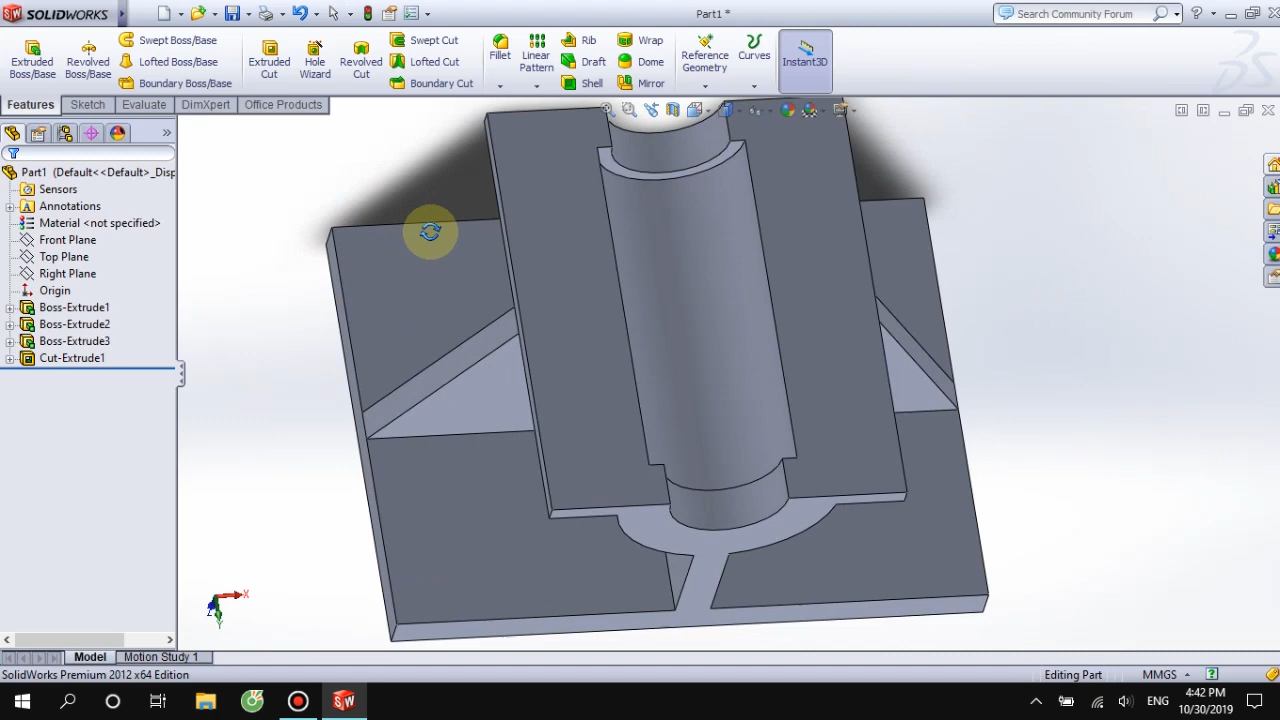 SOLIDWORKS
Part1 *
Search Community Forum
Extruded Boss/Base
Revolved Boss/Base
Swept Boss/Base
Lofted Boss/Base
Boundary Boss/Base
Extruded Cut
Hole Wizard
Revolved Cut
Swept Cut
Lofted Cut
Boundary Cut
Fillet
Linear Pattern
Rib
Draft
Shell
Wrap
Dome
Mirror
Reference Geometry
Curves
Instant3D
Features
Sketch
Evaluate
DimXpert
Office Products
Part1 (Default<<Default>_Disp
Sensors
Annotations
Material <not specified>
Front Plane
Top Plane
Right Plane
Origin
Boss-Extrude1
Boss-Extrude2
Boss-Extrude3
Cut-Extrude1
X
Z
Y
Model
Motion Study 1
SolidWorks Premium 2012 x64 Edition
Editing Part
MMGS
ENG
4:42 PM
10/30/2019